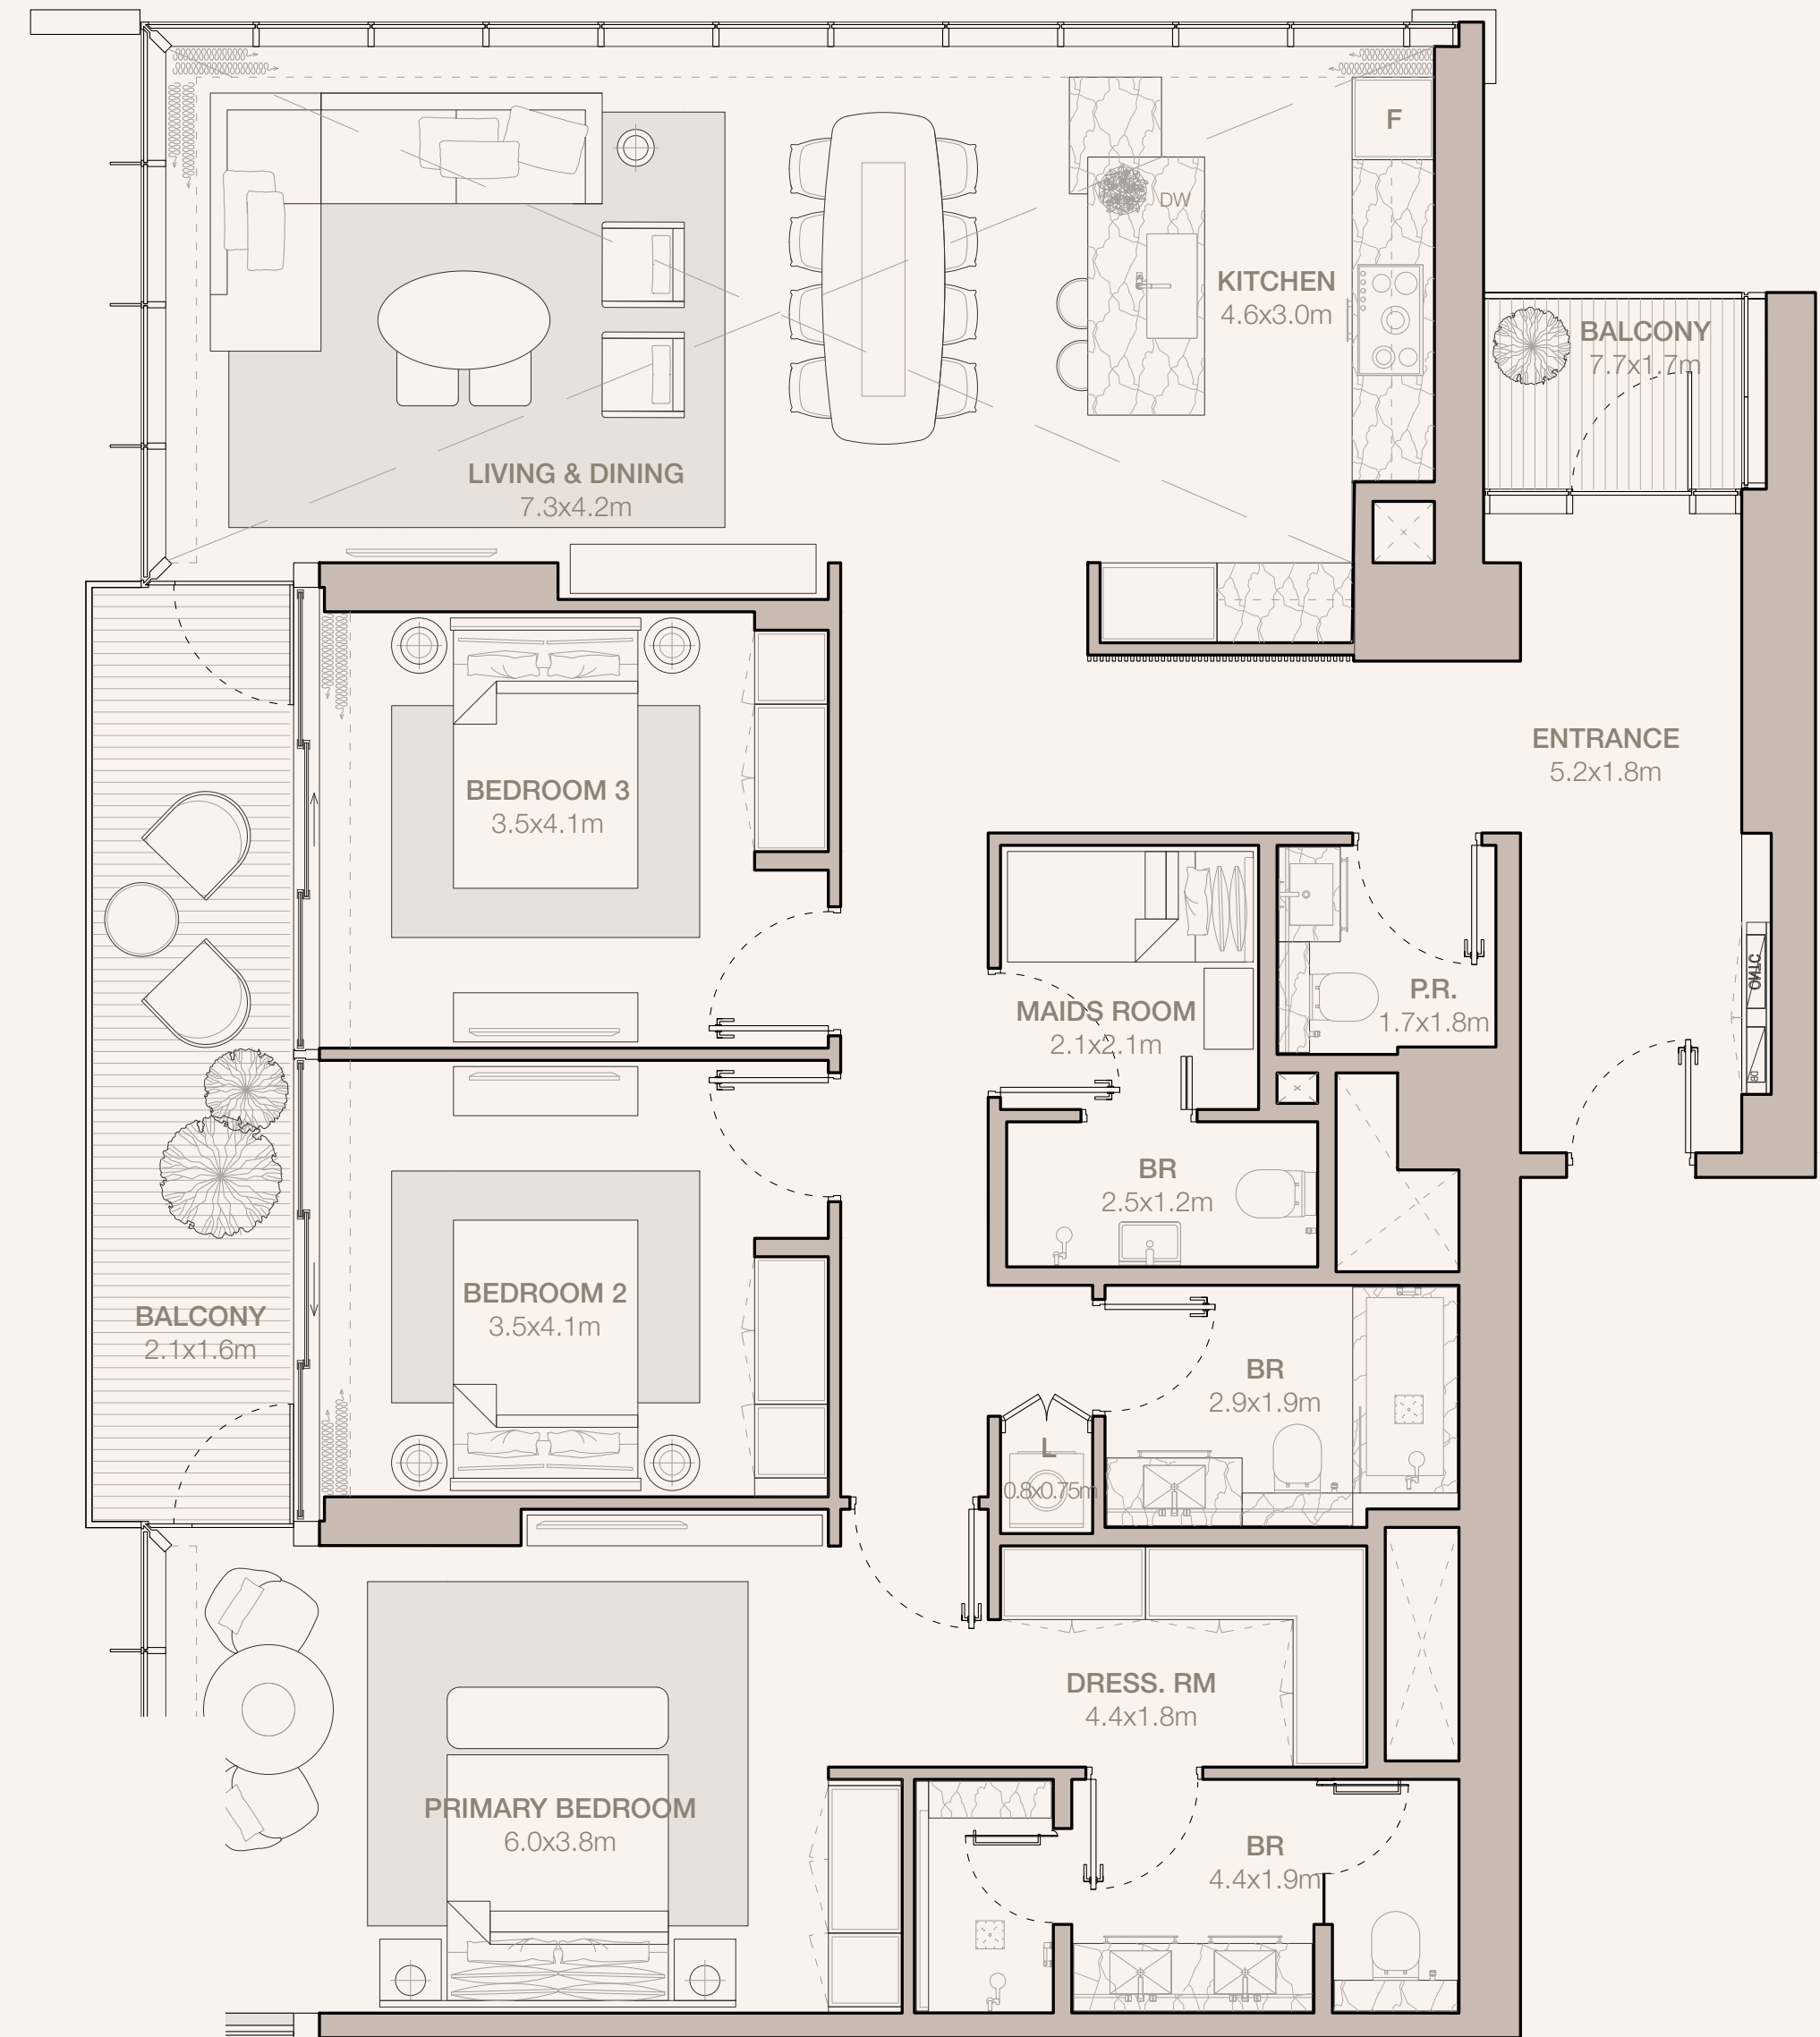 F
DW
KITCHEN
4.6x3.0m
BALCONY
7.7x1.7m
LIVING & DINING
7.3x4.2m
ENTRANCE
5.2x1.8m
BEDROOM 3
3.5x4.1m
MAIDS ROOM
2.1x2.1m
P.R.
1.7x1.8m
DB
BR
2.5x1.2m
BEDROOM 2
3.5x4.1m
BALCONY
2.1x1.6m
BR
2.9x1.9m
L
0.8x0.75m
DRESS. RM
4.4x1.8m
PRIMARY BEDROOM
6.0x3.8m
BR
4.4x1.9m